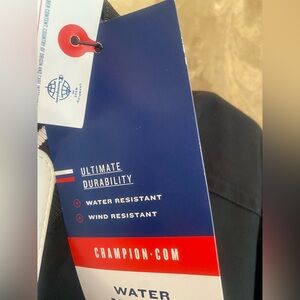 ULTIMATE
DURABILITY
WATER RESISTANT
WIND RESISTANT
CHAMPION.COM
WATER